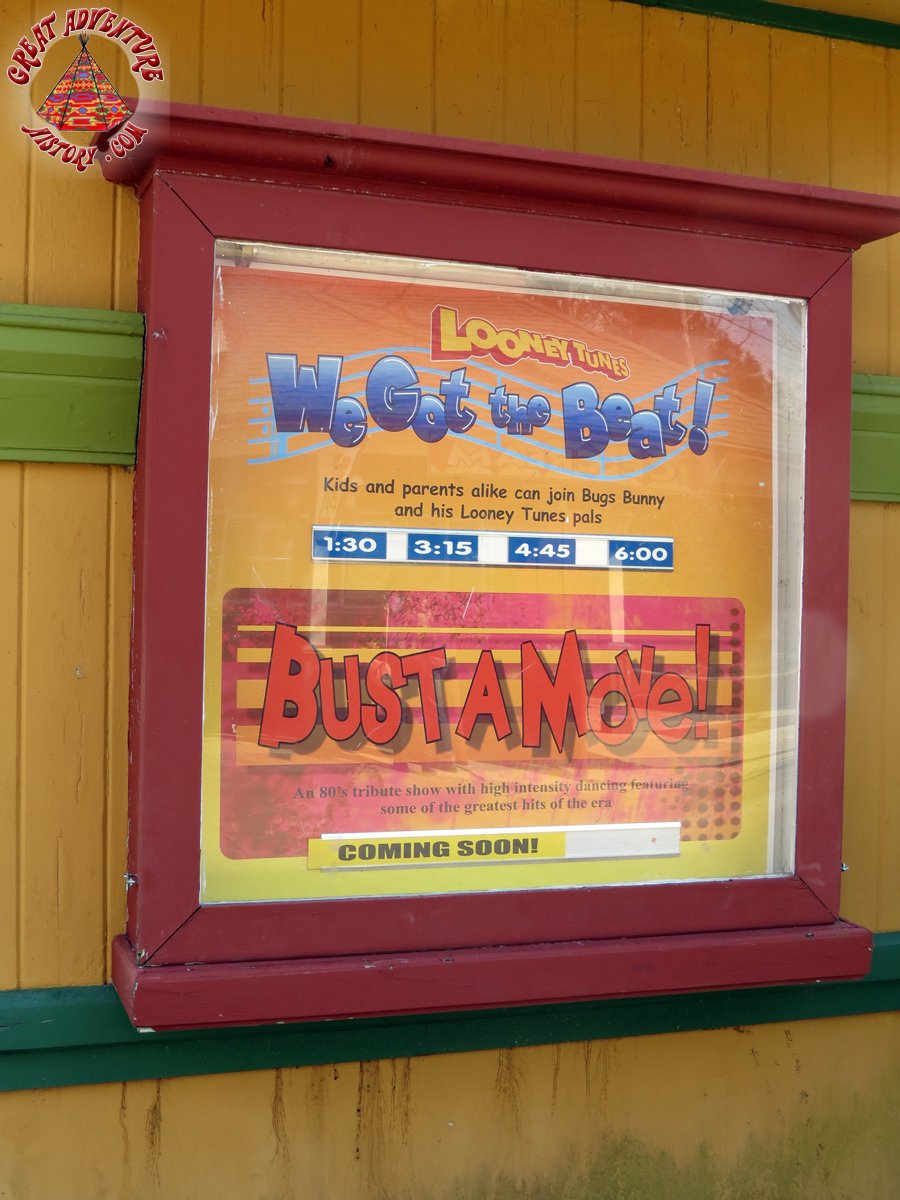 GREAT ADVENTURE
HISTORY.COM
LOONEY TUNES
We Got the Beat!
Kids and parents alike can join Bugs Bunny
and his Looney Tunes pals
1:30 3:15 4:45 6:00
BUST A MOVE!
An 80's tribute show with high intensity dancing featuring
some of the greatest hits of the era
COMING SOON!